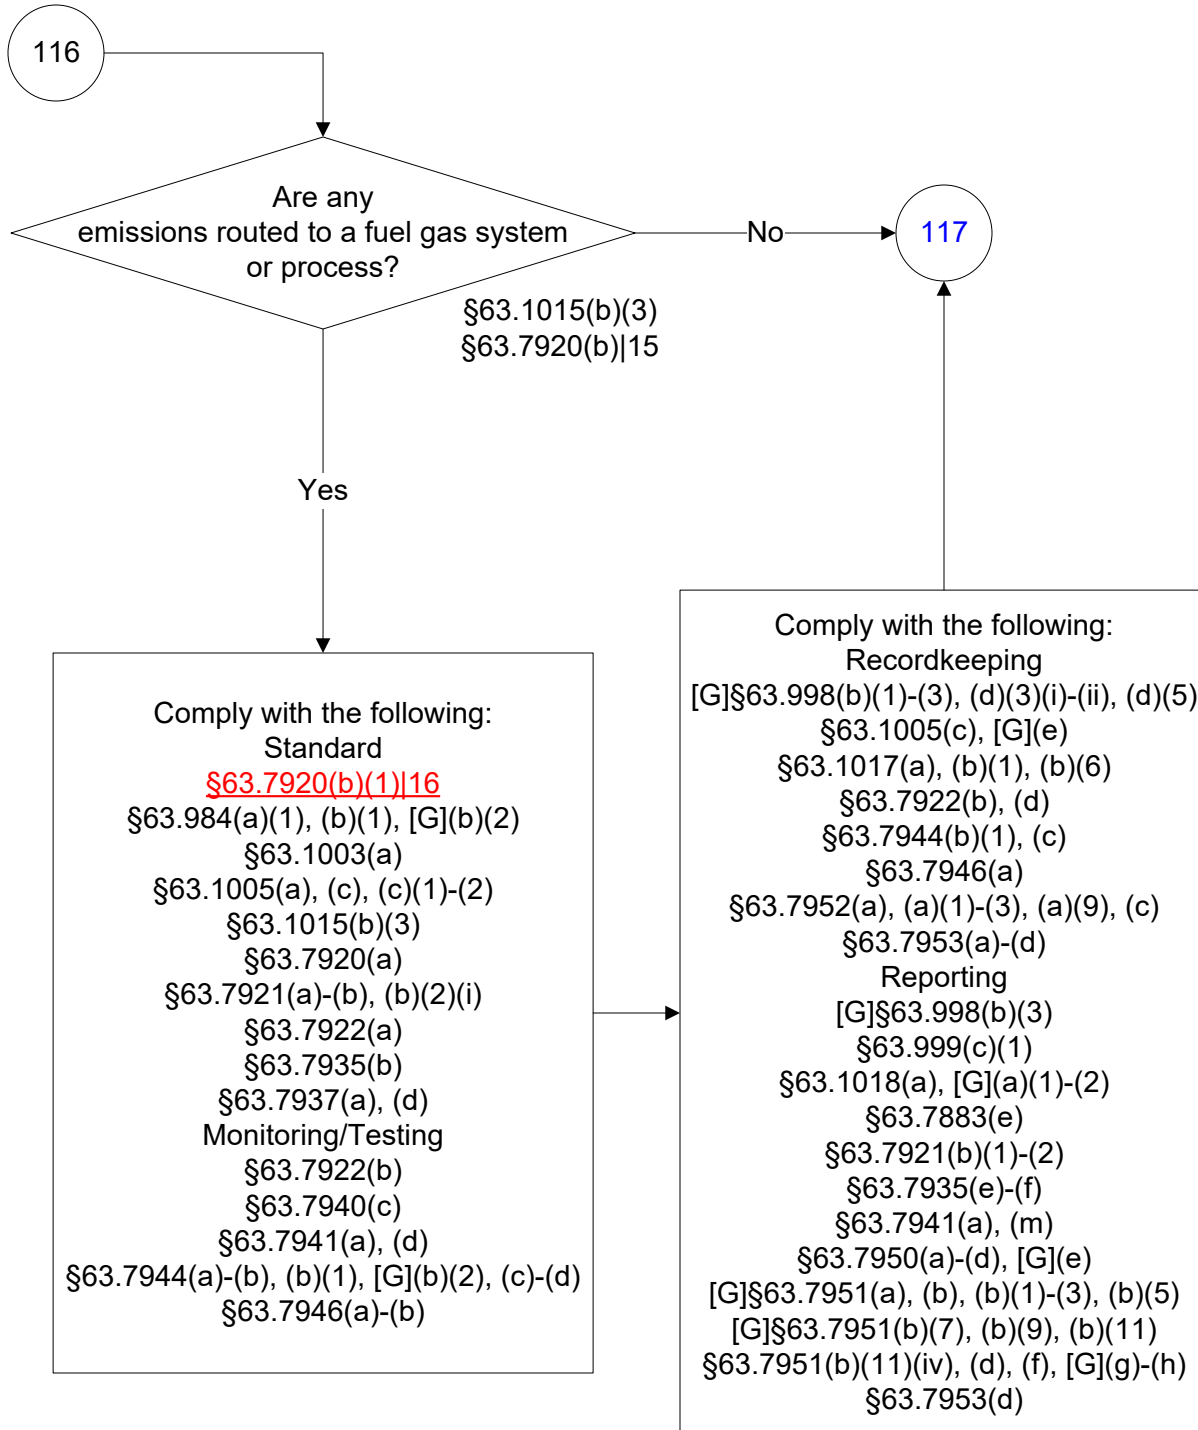 116
Are any
emissions routed to a fuel gas system
or process?
No
117
§63.1015(b)(3)
§63.7920(b)|15
Yes
Comply with the following:
Standard
§63.7920(b)(1)|16
§63.984(a)(1), (b)(1), [G](b)(2)
§63.1003(a)
§63.1005(a), (c), (c)(1)-(2)
§63.1015(b)(3)
§63.7920(a)
§63.7921(a)-(b), (b)(2)(i)
§63.7922(a)
§63.7935(b)
§63.7937(a), (d)
Monitoring/Testing
§63.7922(b)
§63.7940(c)
§63.7941(a), (d)
§63.7944(a)-(b), (b)(1), [G](b)(2), (c)-(d)
§63.7946(a)-(b)
Comply with the following:
Recordkeeping
[G]§63.998(b)(1)-(3), (d)(3)(i)-(ii), (d)(5)
§63.1005(c), [G](e)
§63.1017(a), (b)(1), (b)(6)
§63.7922(b), (d)
§63.7944(b)(1), (c)
§63.7946(a)
§63.7952(a), (a)(1)-(3), (a)(9), (c)
§63.7953(a)-(d)
Reporting
[G]§63.998(b)(3)
§63.999(c)(1)
§63.1018(a), [G](a)(1)-(2)
§63.7883(e)
§63.7921(b)(1)-(2)
§63.7935(e)-(f)
§63.7941(a), (m)
§63.7950(a)-(d), [G](e)
[G]§63.7951(a), (b), (b)(1)-(3), (b)(5)
[G]§63.7951(b)(7), (b)(9), (b)(11)
§63.7951(b)(11)(iv), (d), (f), [G](g)-(h)
§63.7953(d)